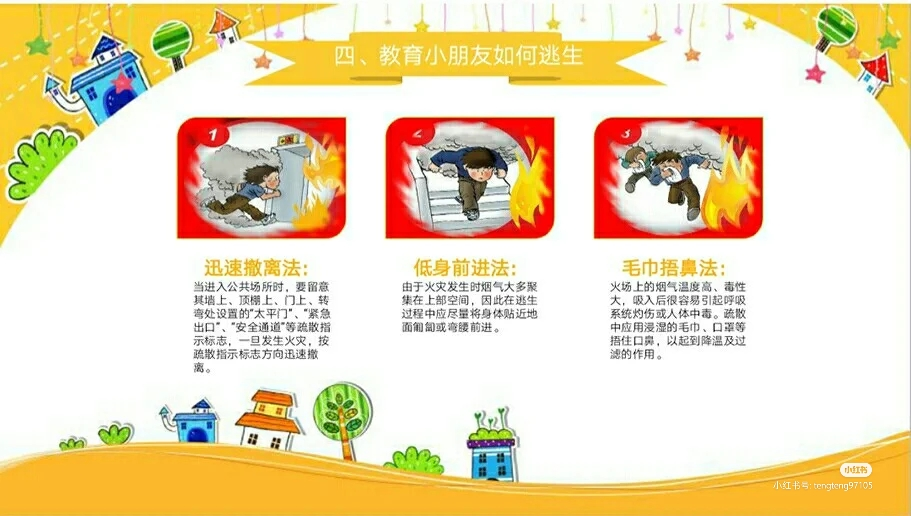 四、教育小朋友如何逃生
1
2
3
迅速撤离法:
当进入公共场所时，要留意
其墙上、顶棚上、门上、转
弯处设置的“太平门”、“紧急
出口”、“安全通道”等疏散指
示标志，一旦发生火灾，按
疏散指示标志方向迅速撤
离。
低身前进法:
由于火灾发生时烟气大多聚
集在上部空间，因此在逃生
过程中应尽量将身体贴近地
面匍匐或弯腰前进。
毛巾捂鼻法:
火场上的烟气温度高、毒性
大，吸入后很容易引起呼吸
系统灼伤或人体中毒。疏散
中应用浸湿的毛巾、口罩等
捂住口鼻，以起到降温及过
滤的作用。
小红书
小红书号: tengteng97105